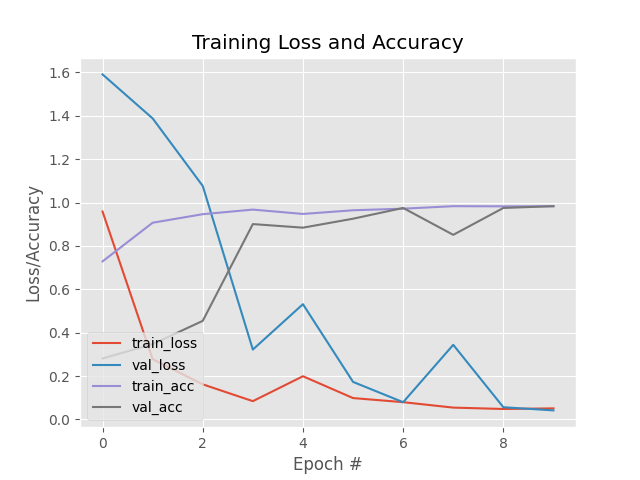 Training Loss and Accuracy
1.6
1.4
1.2
1.0
0.8
0.6
0.4
0.2
0.0
Loss/Accuracy
train_loss
val_loss
train_acc
val_acc
0 2 4 6 8
Epoch #